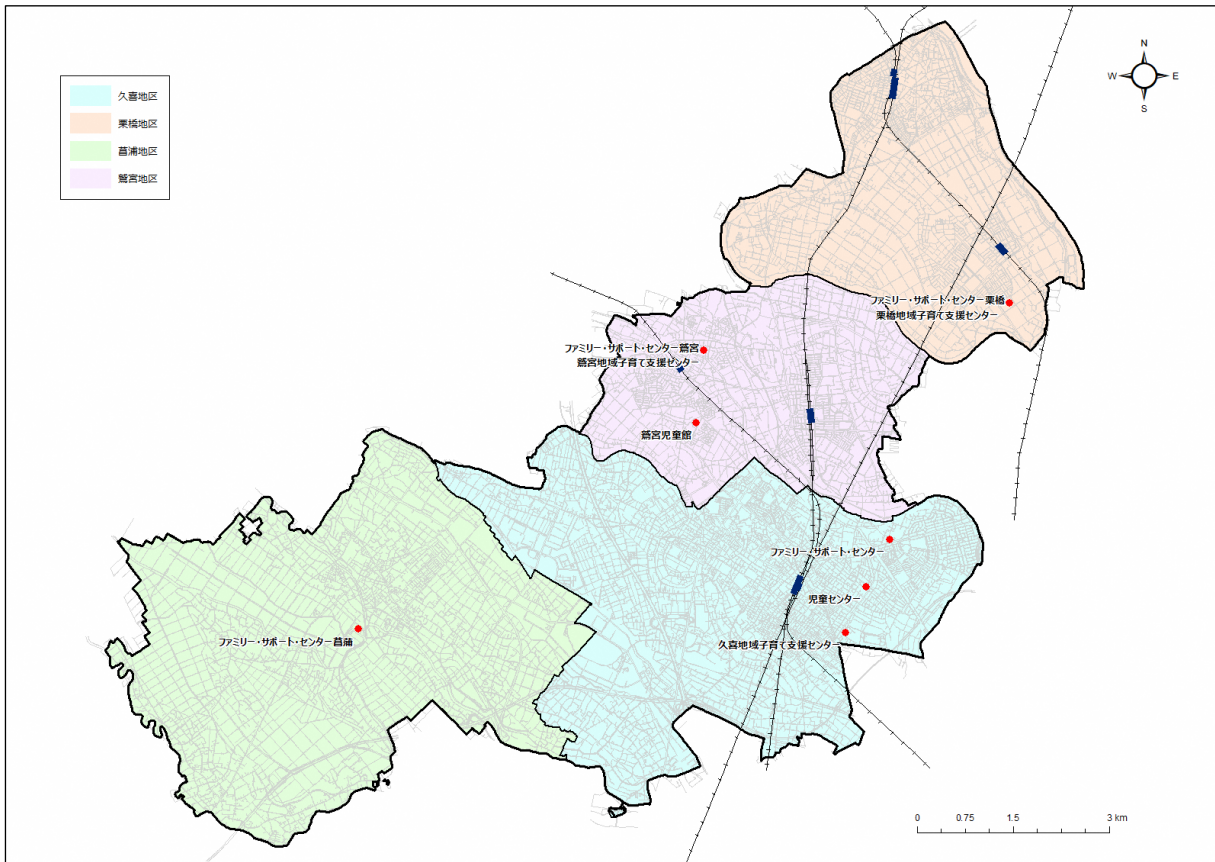 久喜地区
栗橋地区
菖浦地区
鷲宮地区
N
W
E
S
ファミリー・サポート・センター栗橋
栗橋地域子育て支援センター
ファミリー・サポート・センター鷲宮
鷲宮地域子育て支援センター
鷲宮児童館
ファミリー・サポート・センター
児童センター
ファミリー・サポート・センター菖蒲
久喜地域子育て支援センター
0 0.75 1.5 3 km